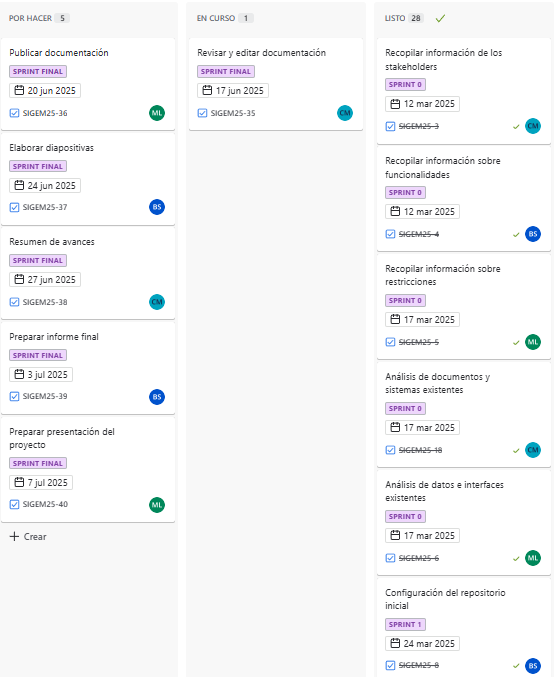 POR HACER 5
Publicar documentación
SPRINT FINAL
20 jun 2025
SIGEM25-36
ML
Elaborar diapositivas
SPRINT FINAL
24 jun 2025
SIGEM25-37
BS
Resumen de avances
SPRINT FINAL
27 jun 2025
SIGEM25-38
CM
Preparar informe final
SPRINT FINAL
3 jul 2025
SIGEM25-39
BS
Preparar presentación del
proyecto
SPRINT FINAL
7 jul 2025
SIGEM25-40
ML
Crear
EN CURSO 1
Revisar y editar documentación
SPRINT FINAL
17 jun 2025
SIGEM25-35
CM
LISTO 28
Recopilar información de los
stakeholders
SPRINT 0
12 mar 2025
SIGEM25-3
CM
Recopilar información sobre
funcionalidades
SPRINT 0
12 mar 2025
SIGEM25-4
BS
Recopilar información sobre
restricciones
SPRINT 0
17 mar 2025
SIGEM25-5
ML
Análisis de documentos y
sistemas existentes
SPRINT 0
17 mar 2025
SIGEM25-18
CM
Análisis de datos e interfaces
existentes
SPRINT 0
17 mar 2025
SIGEM25-6
ML
Configuración del repositorio
inicial
SPRINT 1
24 mar 2025
SIGEM25-8
BS